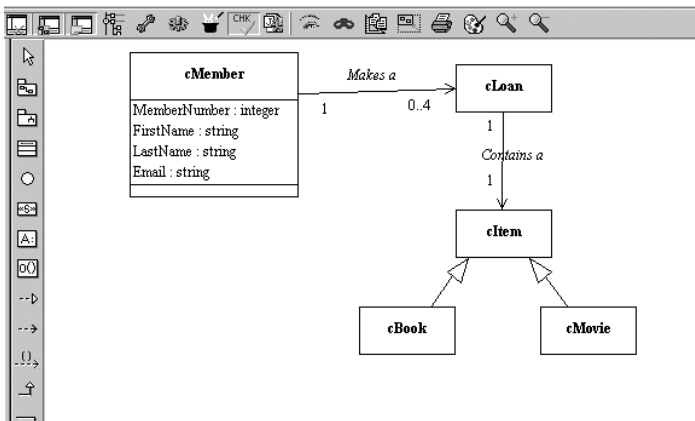 CHK
cMember
MemberNumber : integer
FirstName : string
LastName : string
Email : string
Makes a
1
0..4
cLoan
1
Contains a
1
cItem
cBook
cMovie
«S»
A:
o()
()